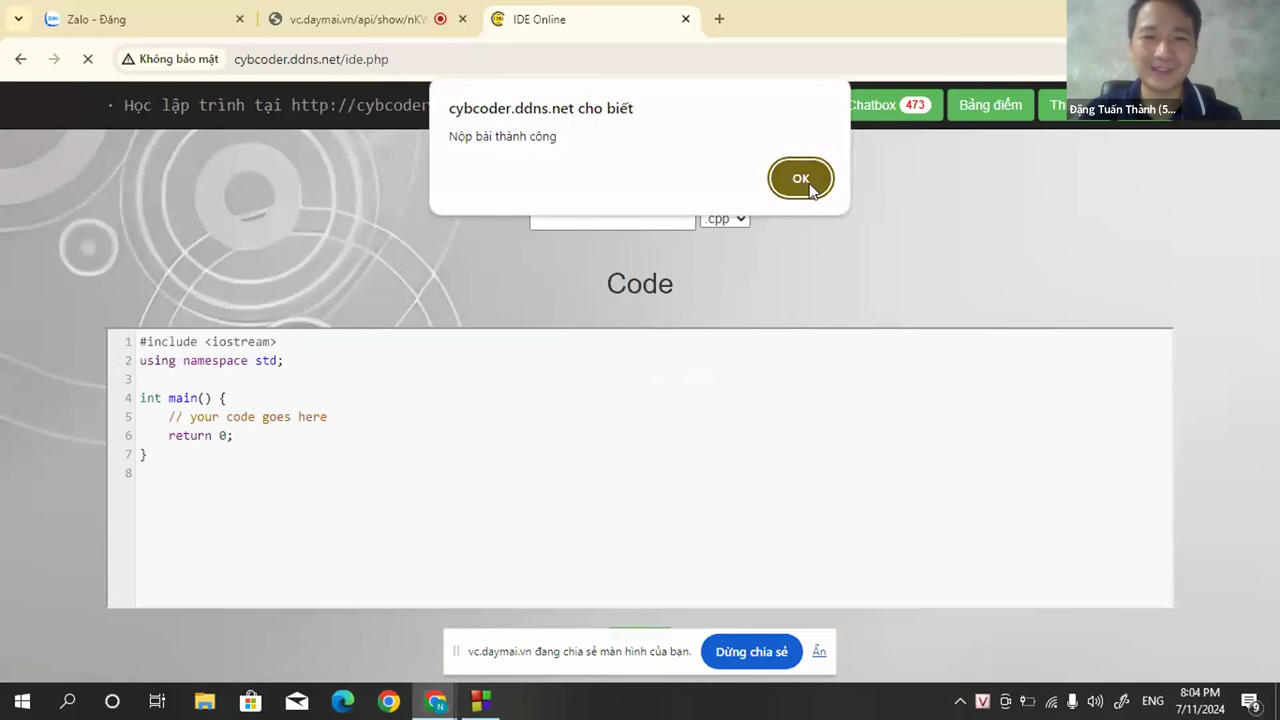 Zalo - Đăng
vc.daymai.vn/api/show/nKV
IDE Online
Không bảo mật
cybcoder.ddns.net/ide.php
· Học lập trình tại http://cybcoder
Chatbox 473
Bảng điểm
Th
Đặng Tuấn Thành (5...
cybcoder.ddns.net cho biết
Nộp bài thành công
OK
.cpp
Code
1 #include <iostream>
2 using namespace std;
3
4 int main() {
5 // your code goes here
6 return 0;
7 }
8
vc.daymai.vn đang chia sẻ màn hình của bạn.
Dừng chia sẻ
Ẩn
ENG
8:04 PM
7/11/2024
9